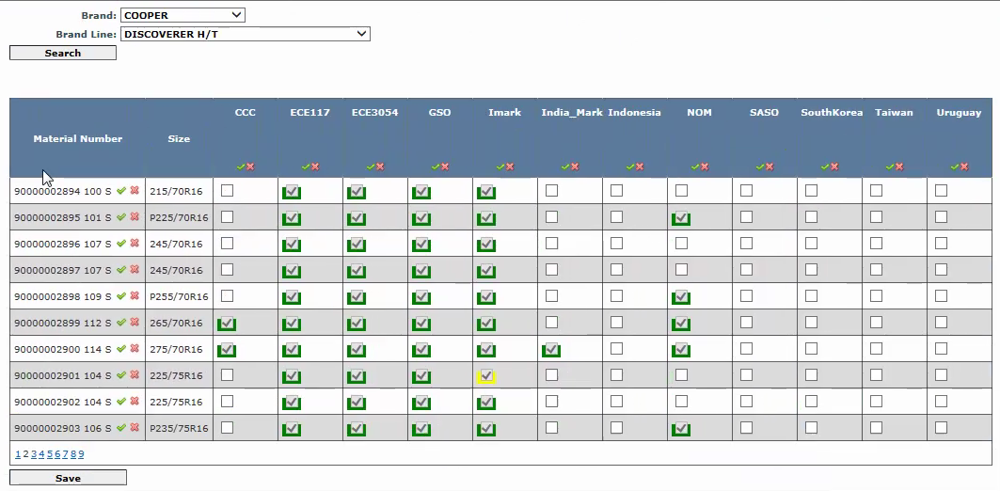 Brand: COOPER
Brand Line: DISCOVERER H/T
Search
Material Number Size CCC ECE117 ECE3054 GSO Imark India_Mark Indonesia NOM SASO SouthKorea Taiwan Uruguay
90000002894 100 S 215/70R16
90000002895 101 S P225/70R16
90000002896 107 S 245/70R16
90000002897 107 S 245/70R16
90000002898 109 S P255/70R16
90000002899 112 S 265/70R16
90000002900 114 S 275/70R16
90000002901 104 S 225/75R16
90000002902 104 S 225/75R16
90000002903 106 S P235/75R16
1 2 3 4 5 6 7 8 9
Save